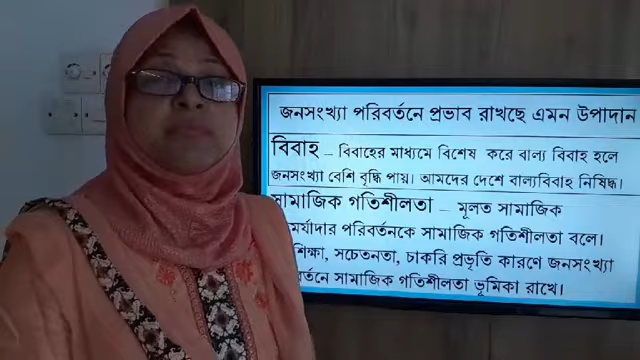 জনসংখ্যা পরিবর্তনে প্রভাব রাখছে এমন উপাদান
বিবাহ – বিবাহের মাধ্যমে বিশেষ করে বাল্য বিবাহ হলে
জনসংখ্যা বেশি বৃদ্ধি পায়। আমদের দেশে বাল্যবিবাহ নিষিদ্ধ।
সামাজিক গতিশীলতা – মূলত সামাজিক
মর্যাদার পরিবর্তনকে সামাজিক গতিশীলতা বলে।
শিক্ষা, সচেতনতা, চাকরি প্রভৃতি কারণে জনসংখ্যা
সামাজিক গতিশীলতা ভূমিকা রাখে।